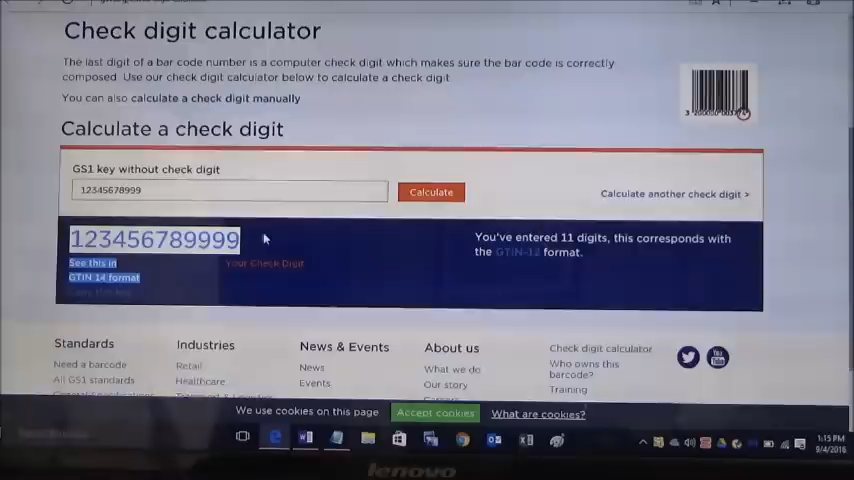 Check digit calculator
The last digit of a bar code number is a computer check digit which makes sure the bar code is correctly
composed. Use our check digit calculator below to calculate a check digit
You can also calculate a check digit manually
Calculate a check digit
GS1 key without check digit
12345678999
Calculate
Calculate another check digit >
123456789999
You've entered 11 digits, this corresponds with
the GTIN-12 format.
See this in
Your Check Digit
GTIN 14 format
Standards
Industries
News & Events
About us
Check digit calculator
Need a barcode
Retail
News
What we do
Who owns this
barcode?
All GS1 standards
Healthcare
Events
Our story
Training
We use cookies on this page
Accept cookies
What are cookies?
1:15 PM
9/4/2016
lenovo